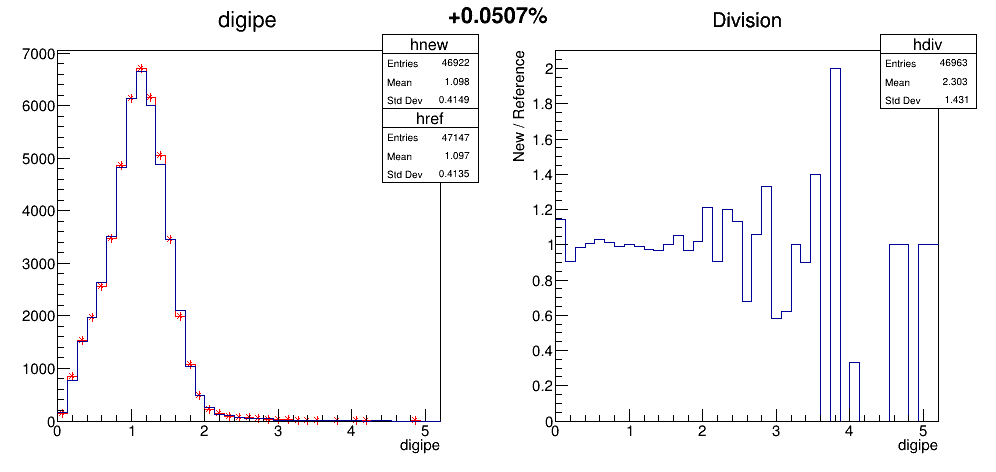 +0.0507%
digipe
hnew
Entries 46922
Mean 1.098
Std Dev 0.4149
href
Entries 47147
Mean 1.097
Std Dev 0.4135
7000
6000
5000
4000
3000
2000
1000
0
0 1 2 3 4 5
digipe
Division
hdiv
Entries 46963
Mean 2.303
Std Dev 1.431
New / Reference
2
1.8
1.6
1.4
1.2
1
0.8
0.6
0.4
0.2
0
0 1 2 3 4 5
digipe